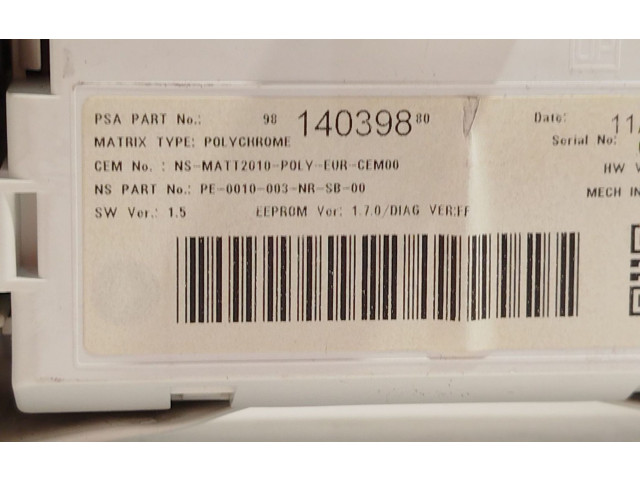 PSA PART No.: 98 140398 80
MATRIX TYPE: POLYCHROME
CEM No.: NS-MATT2010-POLY-EUR-CEM00
NS PART No.: PE-0010-003-NR-SB-00
SW Ver.: 1.5 EEPROM Ver: 1.7.0/DIAG VER:FF
Date: 11/
Serial No:
HW V
MECH IN